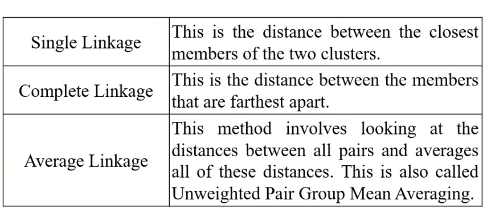 Single Linkage
This is the distance between the closest
members of the two clusters.
Complete Linkage
This is the distance between the members
that are farthest apart.
Average Linkage
This method involves looking at the
distances between all pairs and averages
all of these distances. This is also called
Unweighted Pair Group Mean Averaging.